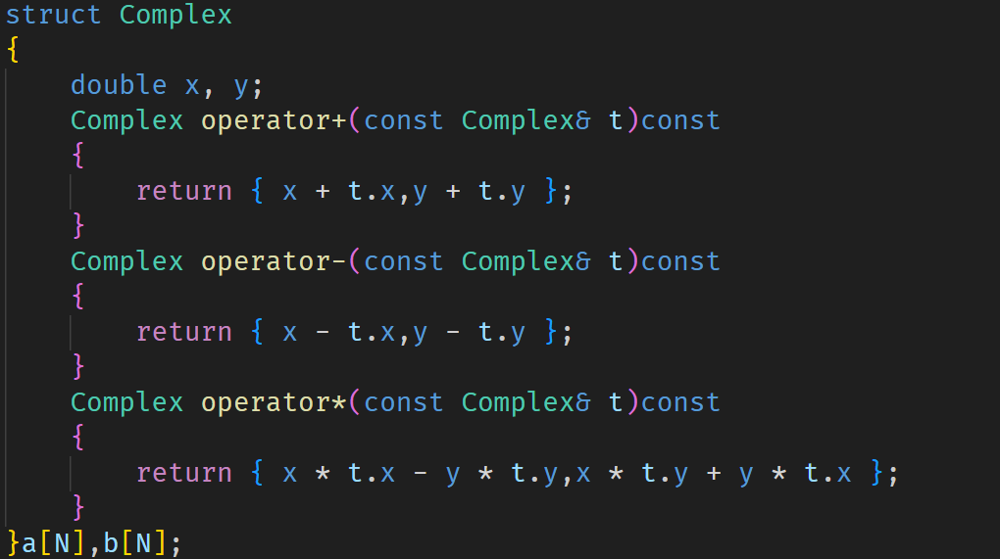 struct Complex
{
    double x, y;
    Complex operator+(const Complex& t)const
    {
        return { x + t.x,y + t.y };
    }
    Complex operator-(const Complex& t)const
    {
        return { x - t.x,y - t.y };
    }
    Complex operator*(const Complex& t)const
    {
        return { x * t.x - y * t.y,x * t.y + y * t.x };
    }
}a[N],b[N];